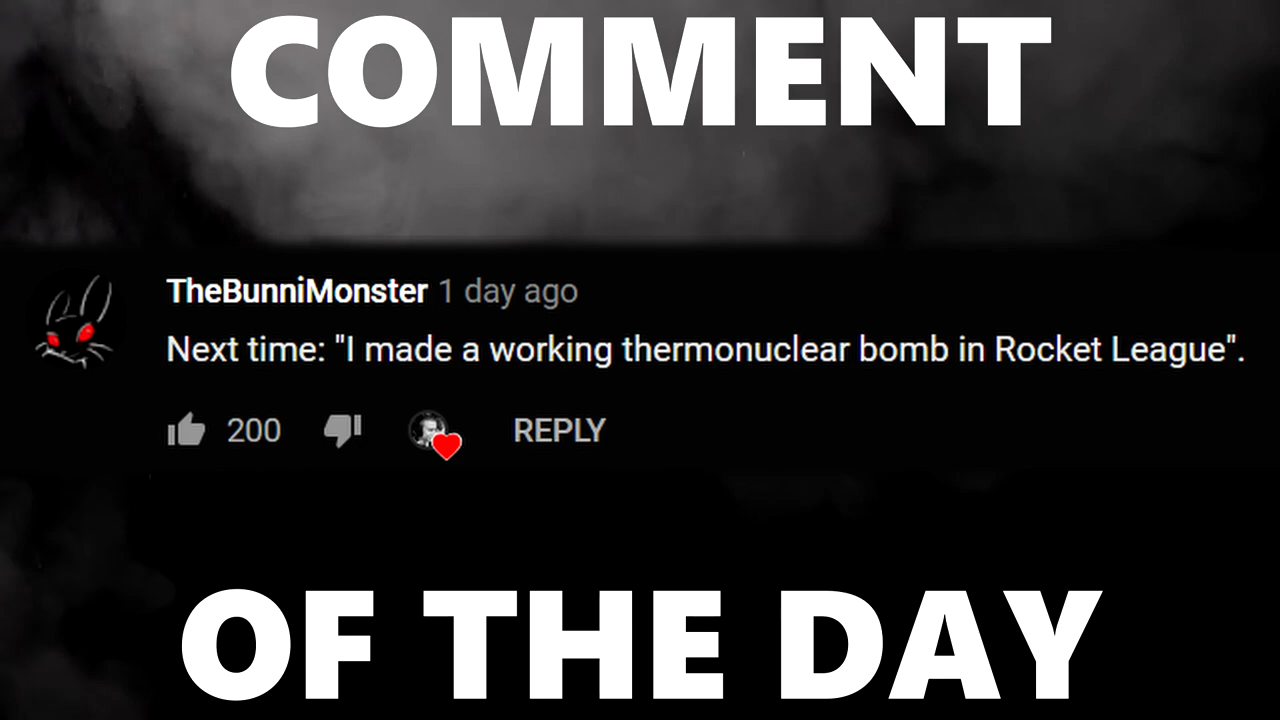 COMMENT
TheBunniMonster 1 day ago
Next time: "I made a working thermonuclear bomb in Rocket League".
200 REPLY
OF THE DAY